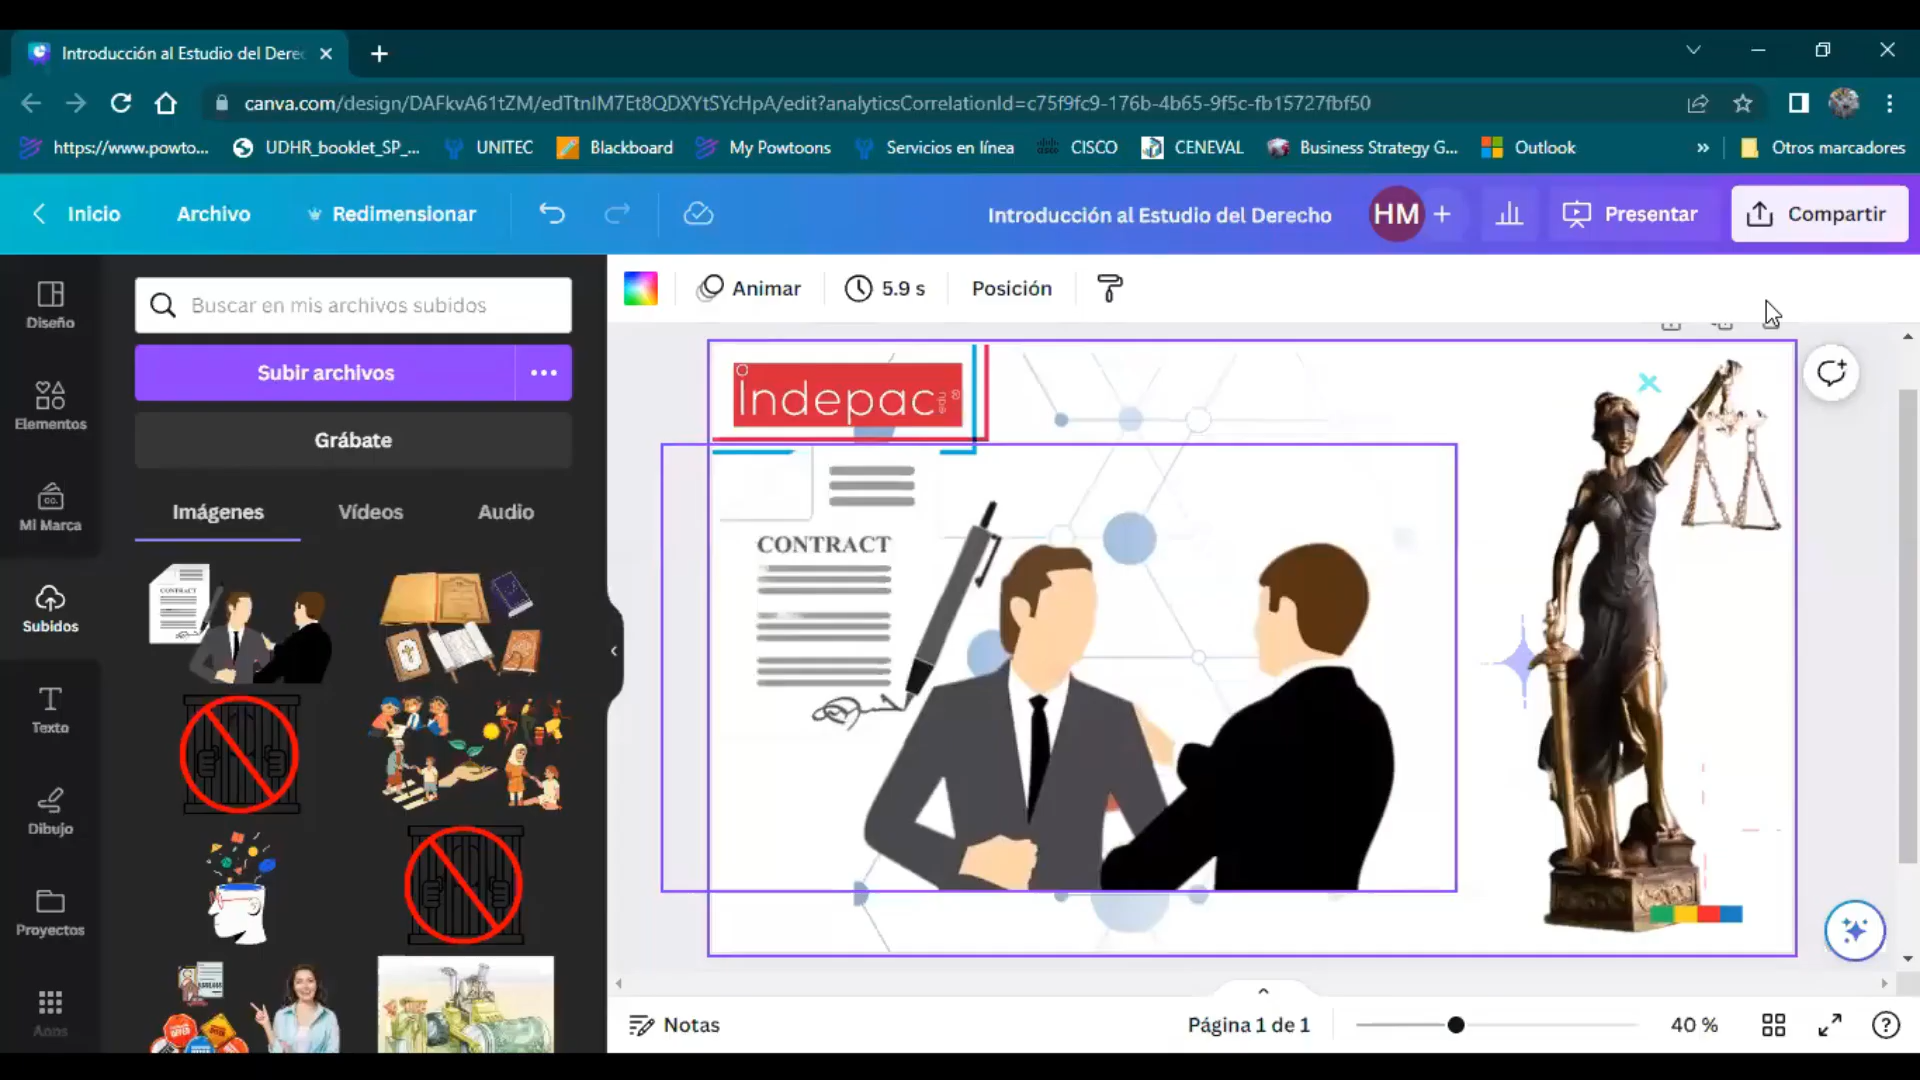 Introducción al Estudio del Dere
canva.com/design/DAFkvA61tZM/edTtnIM7Et8QDXYtSYcHpA/edit?analyticsCorrelationId=c75f9fc9-176b-4b65-9f5c-fb15727fbf50
https://www.powto... UDHR_booklet_SP_... UNITEC Blackboard My Powtoons Servicios en línea CISCO CENEVAL Business Strategy G... Outlook » Otros marcadores
Inicio Archivo Redimensionar Introducción al Estudio del Derecho HM + Presentar Compartir
Diseño
Elementos
Mi Marca
Subidos
Texto
Dibujo
Proyectos
Apps
Buscar en mis archivos subidos
Subir archivos ...
Grábate
Imágenes Vídeos Audio
CONTRACT
Animar 5.9 s Posición
Indepac edu ®
CONTRACT
Notas Página 1 de 1 40 %